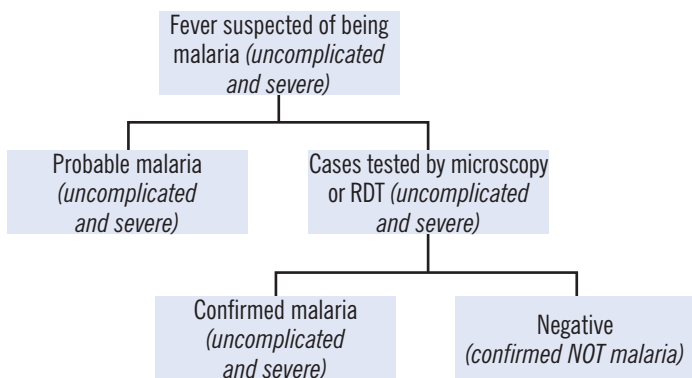 Fever suspected of being
malaria (uncomplicated
and severe)
Probable malaria
(uncomplicated
and severe)
Cases tested by microscopy
or RDT (uncomplicated
and severe)
Confirmed malaria
(uncomplicated
and severe)
Negative
(confirmed NOT malaria)